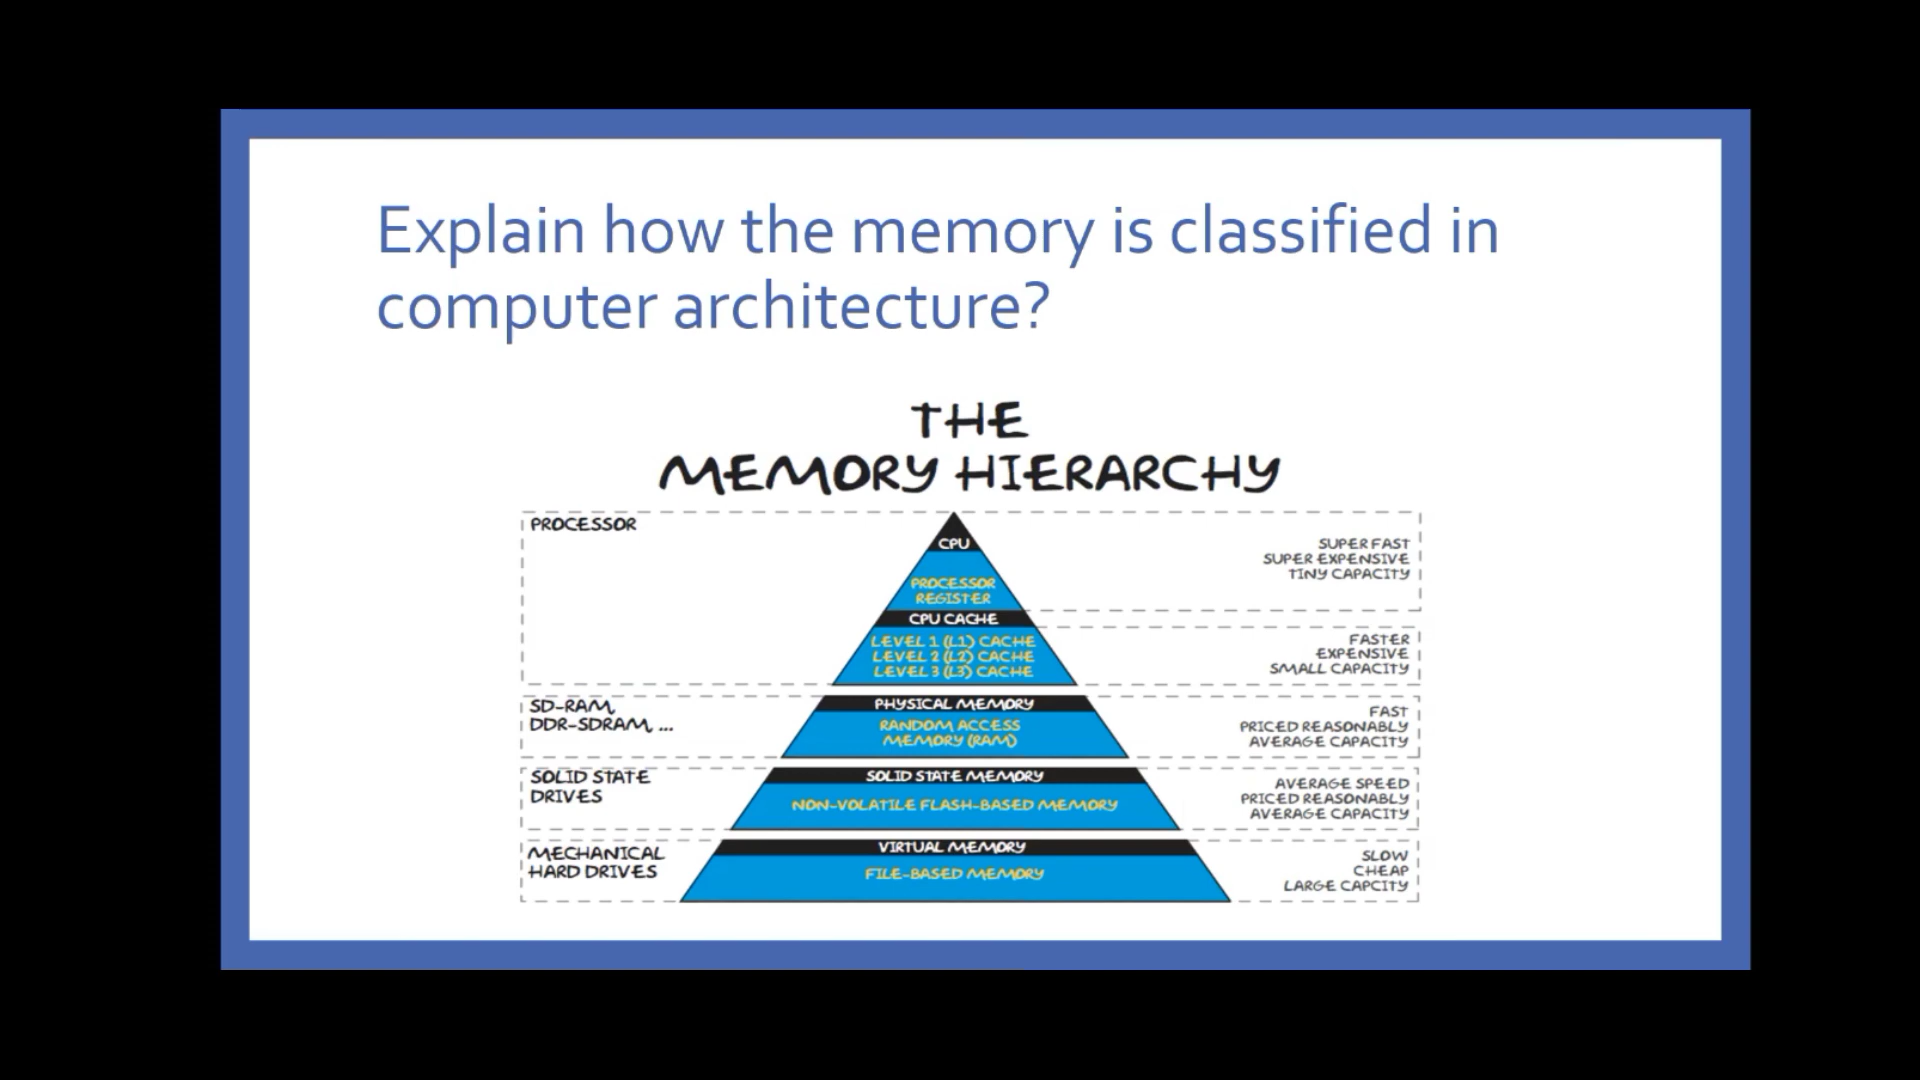 Explain how the memory is classified in
computer architecture?
THE
MEMORY HIERARCHY
PROCESSOR
CPU
PROCESSOR
REGISTER
SUPER FAST
SUPER EXPENSIVE
TINY CAPACITY
CPU CACHE
LEVEL 1 (L1) CACHE
LEVEL 2 (L2) CACHE
LEVEL 3 (L3) CACHE
FASTER
EXPENSIVE
SMALL CAPACITY
SD-RAM,
DDR-SDRAM, ...
PHYSICAL MEMORY
RANDOM ACCESS
MEMORY (RAM)
FAST
PRICED REASONABLY
AVERAGE CAPACITY
SOLID STATE
DRIVES
SOLID STATE MEMORY
NON-VOLATILE FLASH-BASED MEMORY
AVERAGE SPEED
PRICED REASONABLY
AVERAGE CAPACITY
MECHANICAL
HARD DRIVES
VIRTUAL MEMORY
FILE-BASED MEMORY
SLOW
CHEAP
LARGE CAPCITY